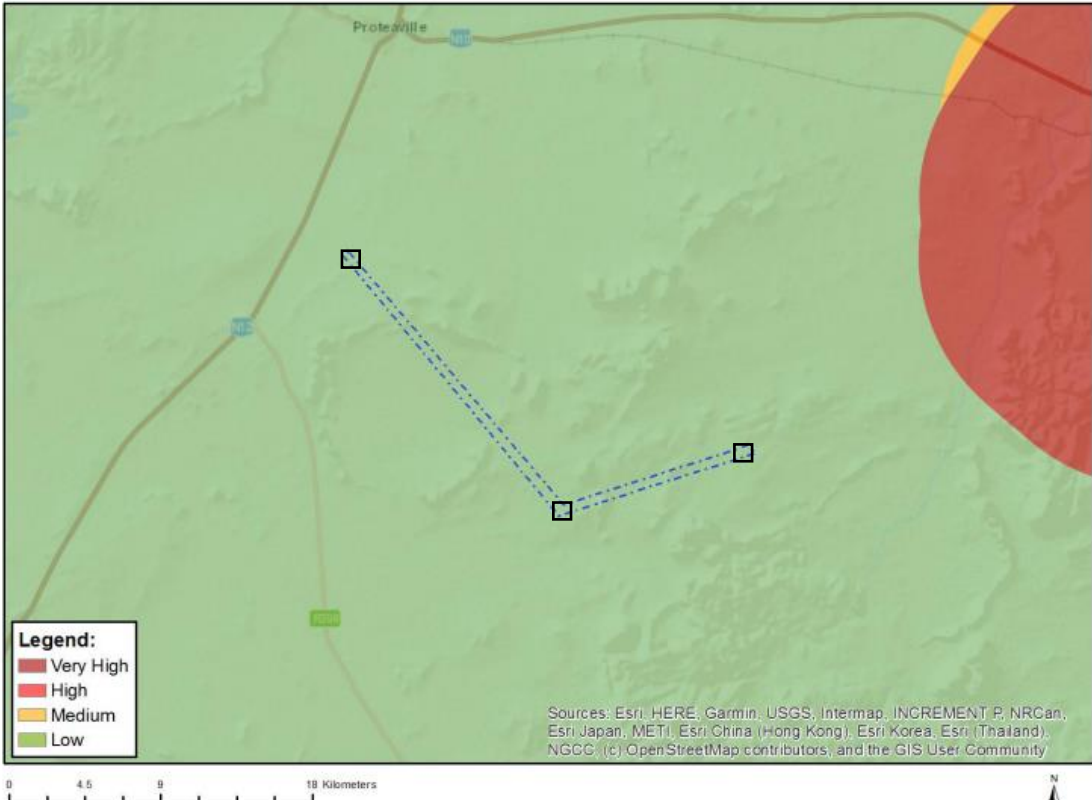 Proteaville
N10
N12
Legend:
Very High
High
Medium
Low
Sources: Esri, HERE, Garmin, USGS, Intermap, INCREMENT P, NRCan,
Esri Japan, METI, Esri China (Hong Kong), Esri Korea, Esri (Thailand),
NGCC, (c) OpenStreetMap contributors, and the GIS User Community
0 4.5 9 18 Kilometers
N